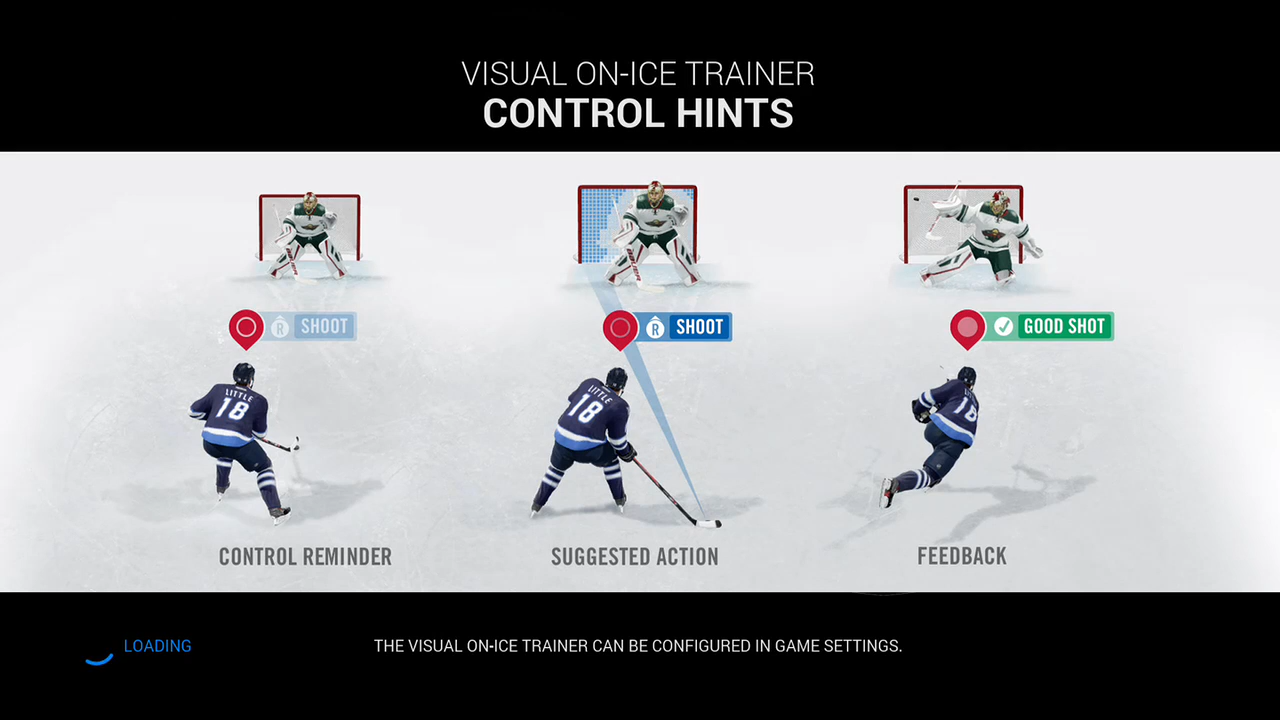 VISUAL ON-ICE TRAINER
CONTROL HINTS
R SHOOT
R SHOOT
GOOD SHOT
LITTLE
18
LITTLE
18
18
CONTROL REMINDER
SUGGESTED ACTION
FEEDBACK
LOADING
THE VISUAL ON-ICE TRAINER CAN BE CONFIGURED IN GAME SETTINGS.